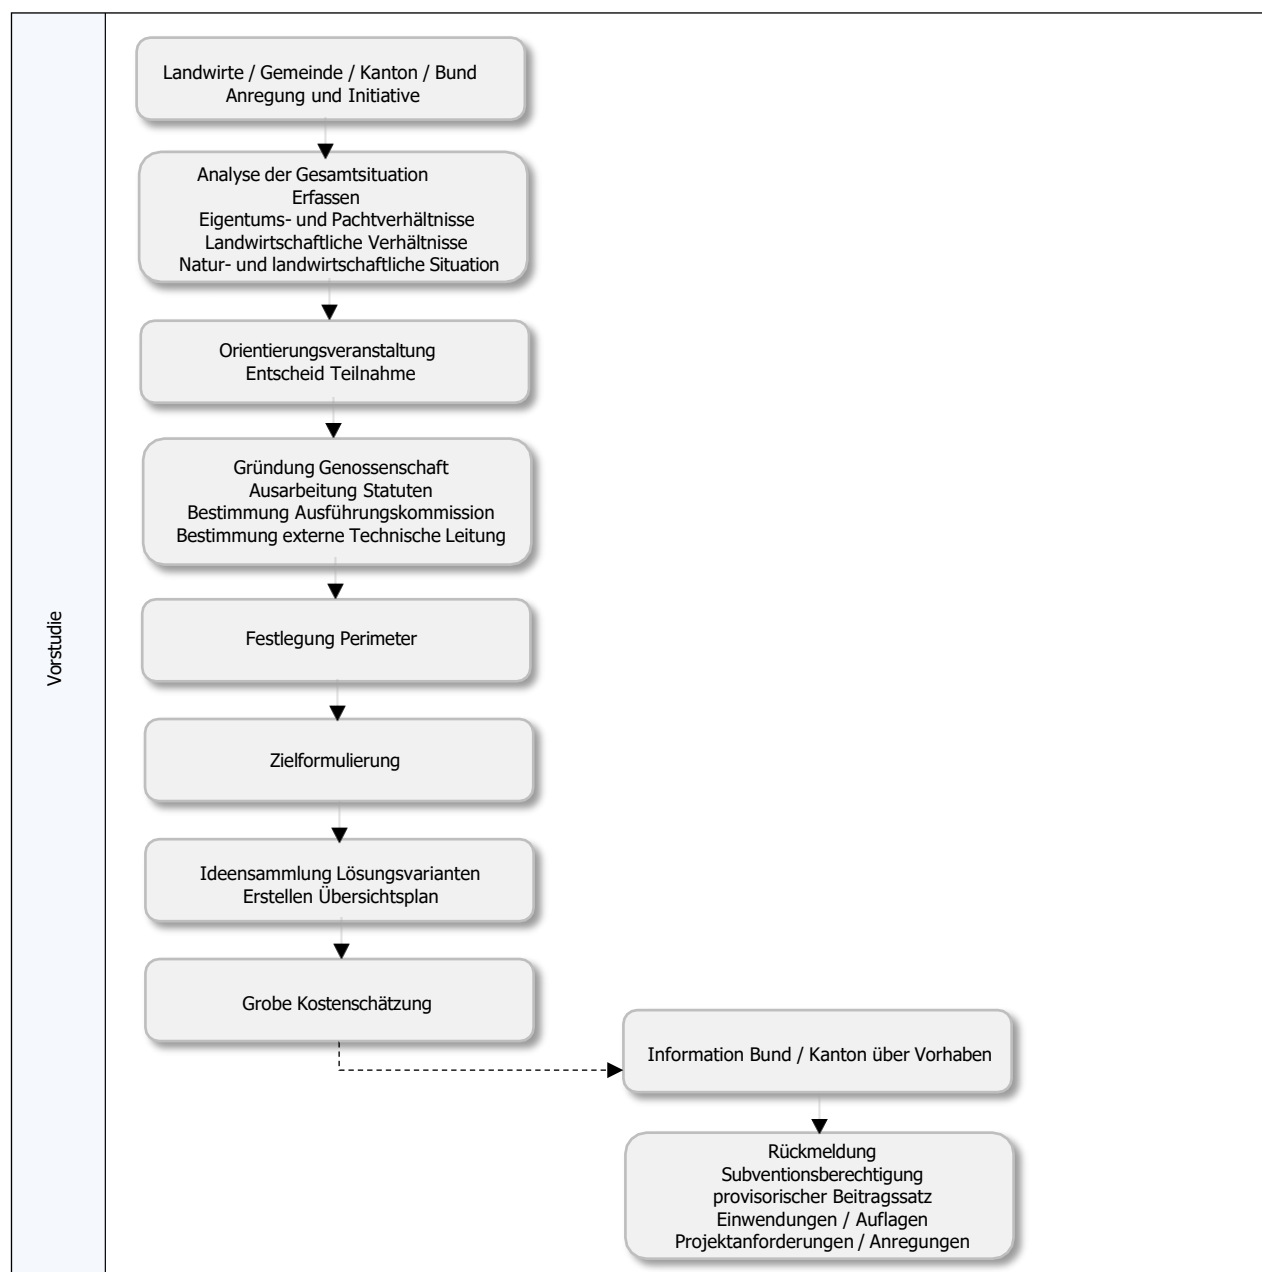 Vorstudie
Landwirte / Gemeinde / Kanton / Bund
Anregung und Initiative
Analyse der Gesamtsituation
Erfassen
Eigentums- und Pachtverhältnisse
Landwirtschaftliche Verhältnisse
Natur- und landwirtschaftliche Situation
Orientierungsveranstaltung
Entscheid Teilnahme
Gründung Genossenschaft
Ausarbeitung Statuten
Bestimmung Ausführungskommission
Bestimmung externe Technische Leitung
Festlegung Perimeter
Zielformulierung
Ideensammlung Lösungsvarianten
Erstellen Übersichtsplan
Grobe Kostenschätzung
Information Bund / Kanton über Vorhaben
Rückmeldung
Subventionsberechtigung
provisorischer Beitragssatz
Einwendungen / Auflagen
Projektanforderungen / Anregungen